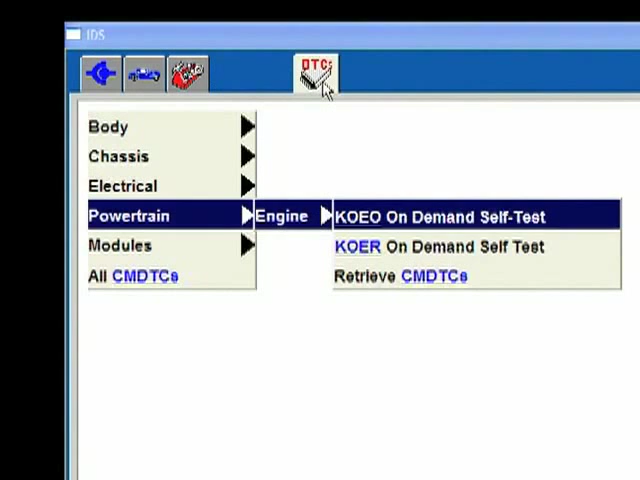 IDS
DTCs
Body
Chassis
Electrical
Powertrain Engine KOEO On Demand Self-Test
Modules KOER On Demand Self Test
All CMDTCs Retrieve CMDTCs